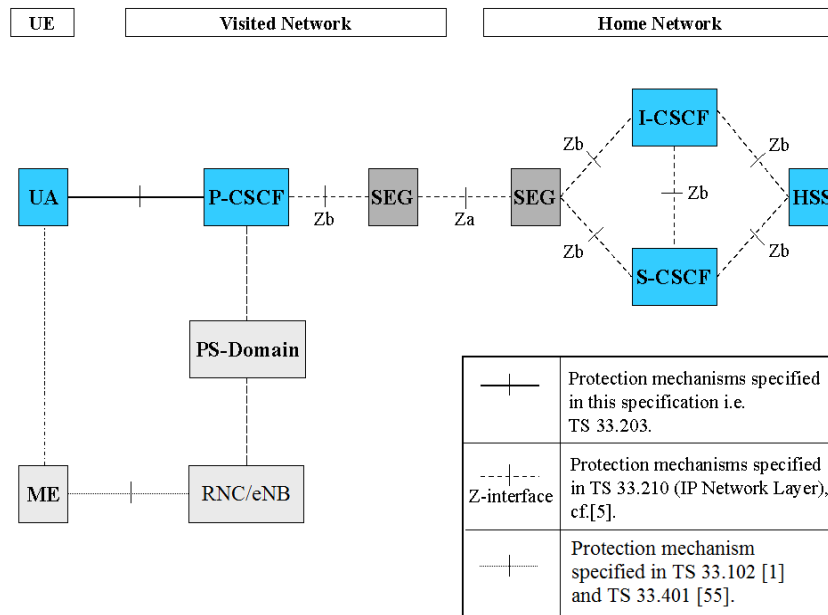 UE
Visited Network
Home Network
I-CSCF
Zb
Zb
UA
P-CSCF
SEG
SEG
Zb
HSS
Zb
Za
Zb
Zb
S-CSCF
PS-Domain
Protection mechanisms specified
in this specification i.e.
TS 33.203.
ME
RNC/eNB
Z-interface
Protection mechanisms specified
in TS 33.210 (IP Network Layer),
cf.[5].
Protection mechanism
specified in TS 33.102 [1]
and TS 33.401 [55].